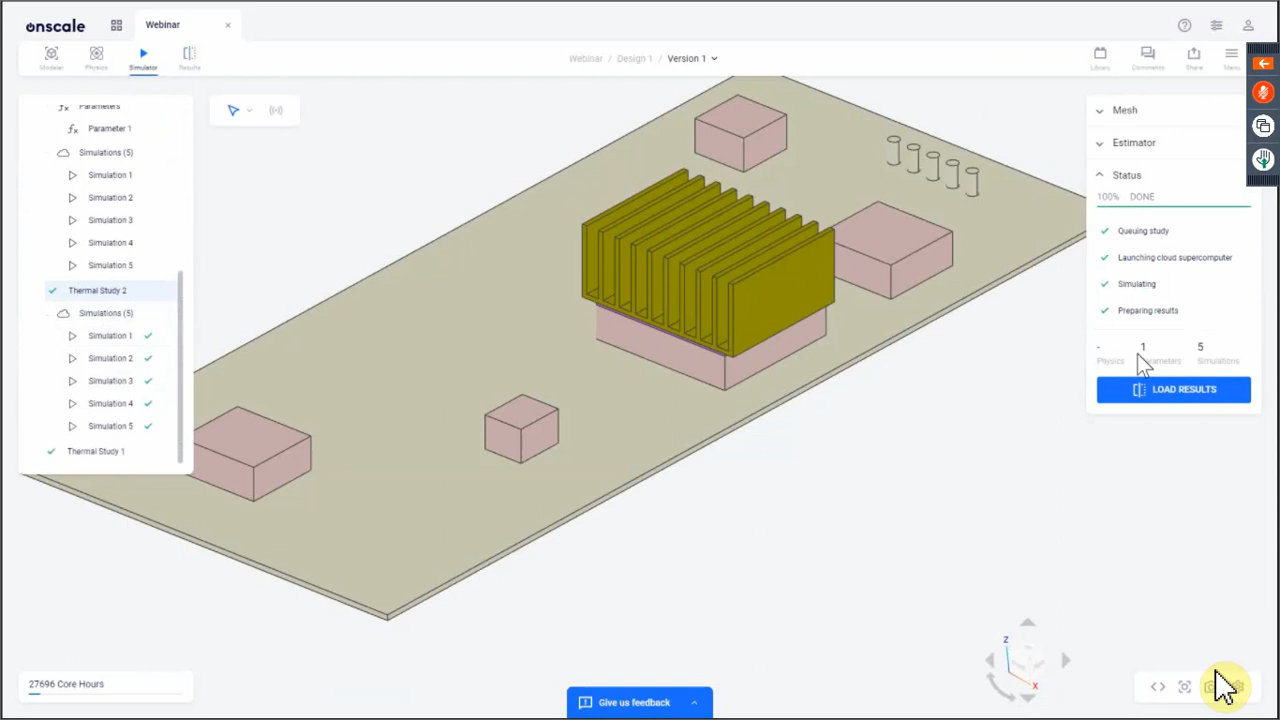 onscale
Webinar
Modeler
Physics
Simulator
Results
Webinar / Design 1 / Version 1
Library
Comments
Share
Menu
Parameters
Parameter 1
Simulations (5)
Simulation 1
Simulation 2
Simulation 3
Simulation 4
Simulation 5
Thermal Study 2
Simulations (5)
Simulation 1
Simulation 2
Simulation 3
Simulation 4
Simulation 5
Thermal Study 1
27696 Core Hours
Mesh
Estimator
Status
100% DONE
Queuing study
Launching cloud supercomputer
Simulating
Preparing results
- 1 5
Physics Simulations
LOAD RESULTS
Z
X
Give us feedback